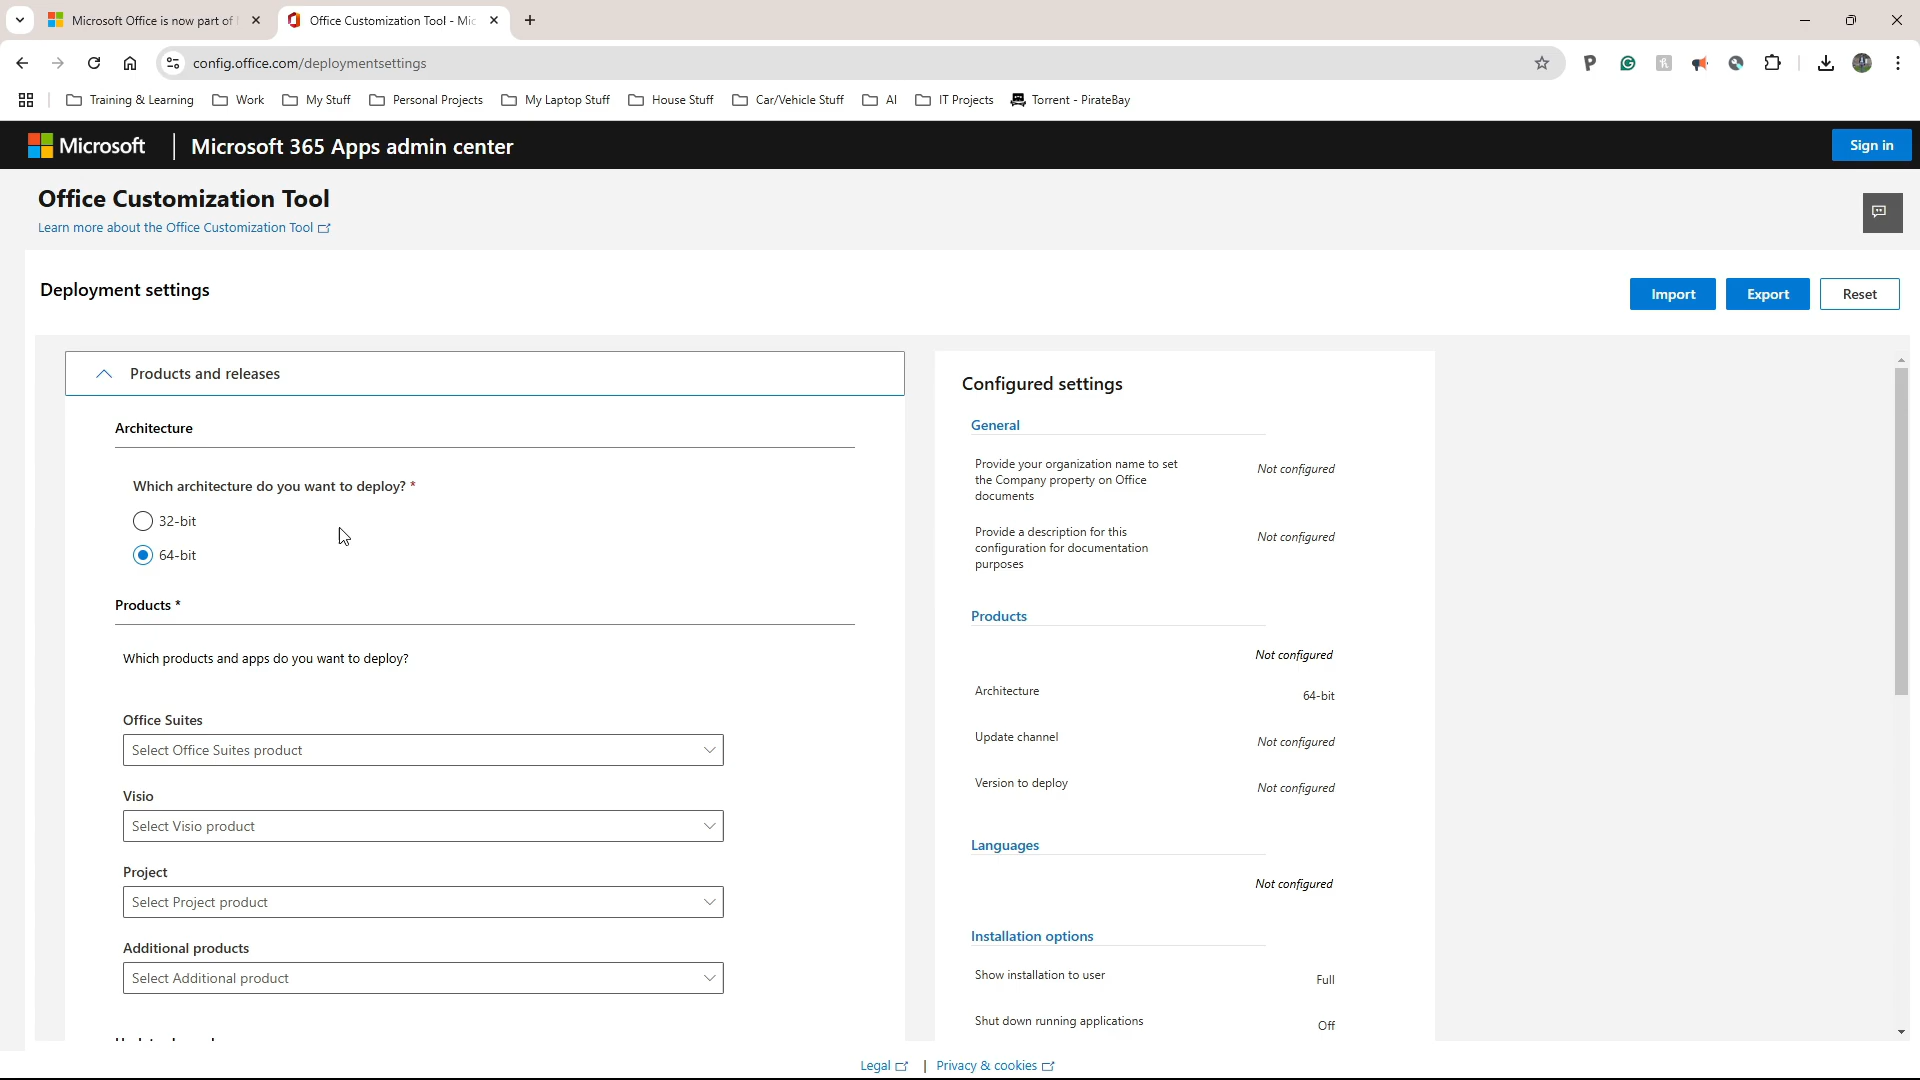 Microsoft Office is now part of
Office Customization Tool - Mic
config.office.com/deploymentsettings
Training & Learning
Work
My Stuff
Personal Projects
My Laptop Stuff
House Stuff
Car/Vehicle Stuff
AI
IT Projects
Torrent - PirateBay
Microsoft
Microsoft 365 Apps admin center
Sign in
Office Customization Tool
Learn more about the Office Customization Tool
Deployment settings
Import
Export
Reset
Products and releases
Architecture
Which architecture do you want to deploy? *
32-bit
64-bit
Products *
Which products and apps do you want to deploy?
Office Suites
Select Office Suites product
Visio
Select Visio product
Project
Select Project product
Additional products
Select Additional product
Configured settings
General
Provide your organization name to set
the Company property on Office
documents
Not configured
Provide a description for this
configuration for documentation
purposes
Not configured
Products
Not configured
Architecture
64-bit
Update channel
Not configured
Version to deploy
Not configured
Languages
Not configured
Installation options
Show installation to user
Full
Shut down running applications
Off
Legal
Privacy & cookies